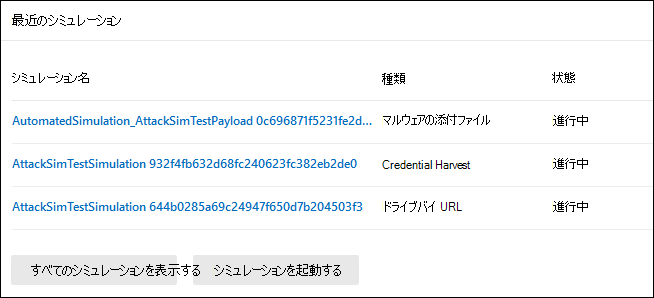 最近のシミュレーション
シミュレーション名 種類 状態
AutomatedSimulation_AttackSimTestPayload 0c696871f5231fe2d... マルウェアの添付ファイル 進行中
AttackSimTestSimulation 932f4fb632d68fc240623fc382eb2de0 Credential Harvest 進行中
AttackSimTestSimulation 644b0285a69c24947f650d7b204503f3 ドライブバイ URL 進行中
すべてのシミュレーションを表示する シミュレーションを起動する